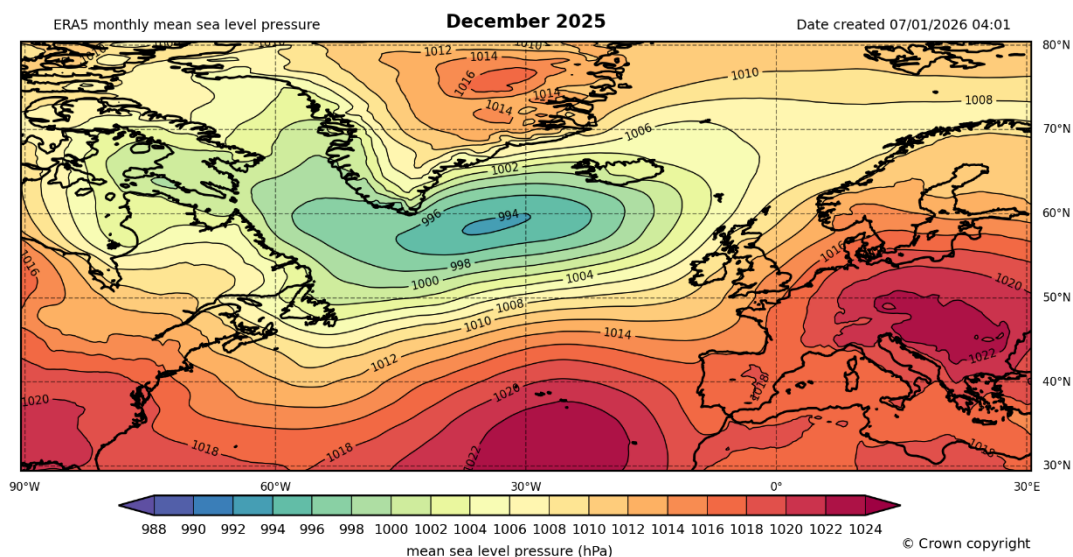 ERA5 monthly mean sea level pressure
December 2025
Date created 07/01/2026 04:01
1012
1010
1014
1016
1014
1014
1010
1008
1006
1002
996
994
998
1000
1004
1008
1010
1012
1014
1016
1016
1018
1020
1020
1020
1022
1022
1018
1018
1018
80°N
70°N
60°N
50°N
40°N
30°N
90°W
60°W
30°W
0°
30°E
988 990 992 994 996 998 1000 1002 1004 1006 1008 1010 1012 1014 1016 1018 1020 1022 1024
mean sea level pressure (hPa)
© Crown copyright